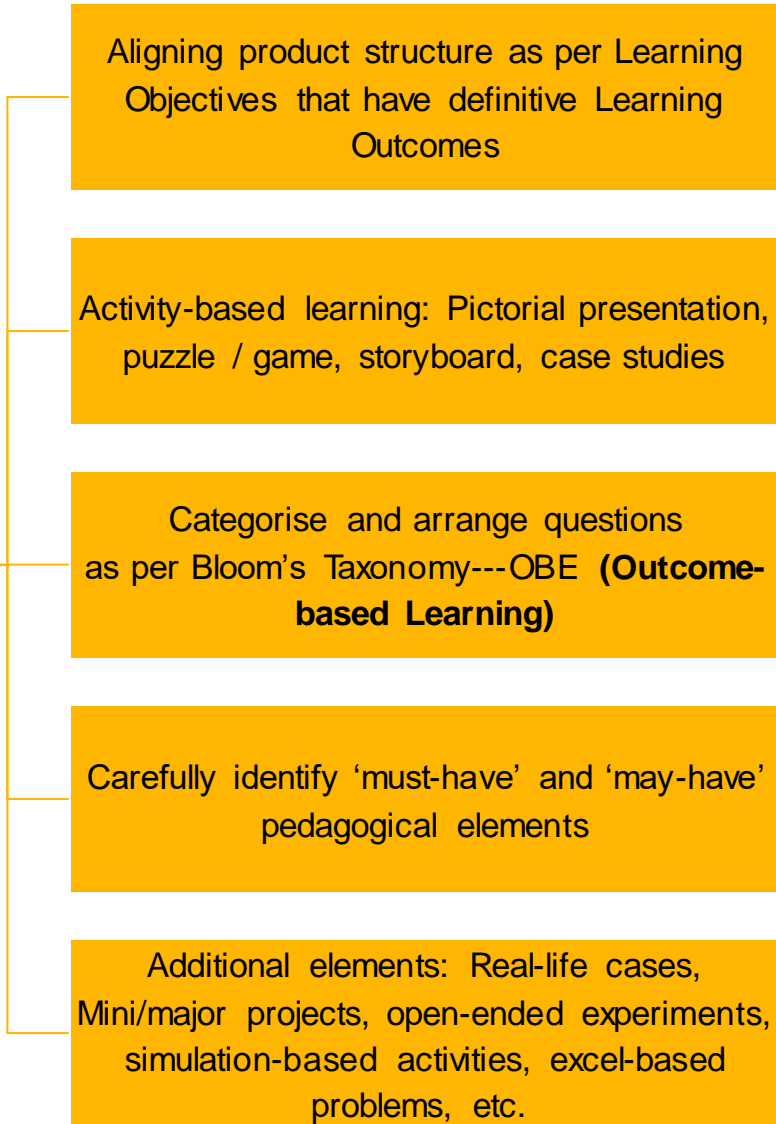 Aligning product structure as per Learning
Objectives that have definitive Learning
Outcomes
Activity-based learning: Pictorial presentation,
puzzle / game, storyboard, case studies
Categorise and arrange questions
as per Bloom’s Taxonomy---OBE (Outcome-
based Learning)
Carefully identify ‘must-have’ and ‘may-have’
pedagogical elements
Additional elements: Real-life cases,
Mini/major projects, open-ended experiments,
simulation-based activities, excel-based
problems, etc.